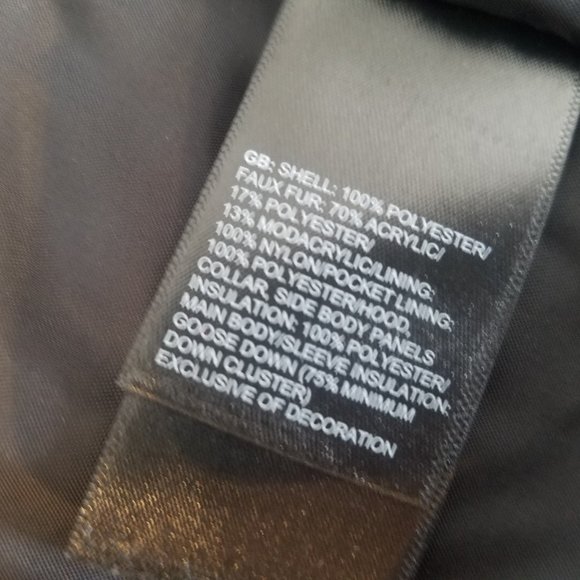 GB: SHELL: 100% POLYESTER/
FAUX FUR: 70% ACRYLIC/
17% POLYESTER/
13% MODACRYLIC/LINING:
100% NYLON/POCKET LINING:
100% POLYESTER/HOOD,
COLLAR, SIDE BODY PANELS
INSULATION: 100% POLYESTER/
MAIN BODY/SLEEVE INSULATION:
GOOSE DOWN (75% MINIMUM
DOWN CLUSTER)
EXCLUSIVE OF DECORATION